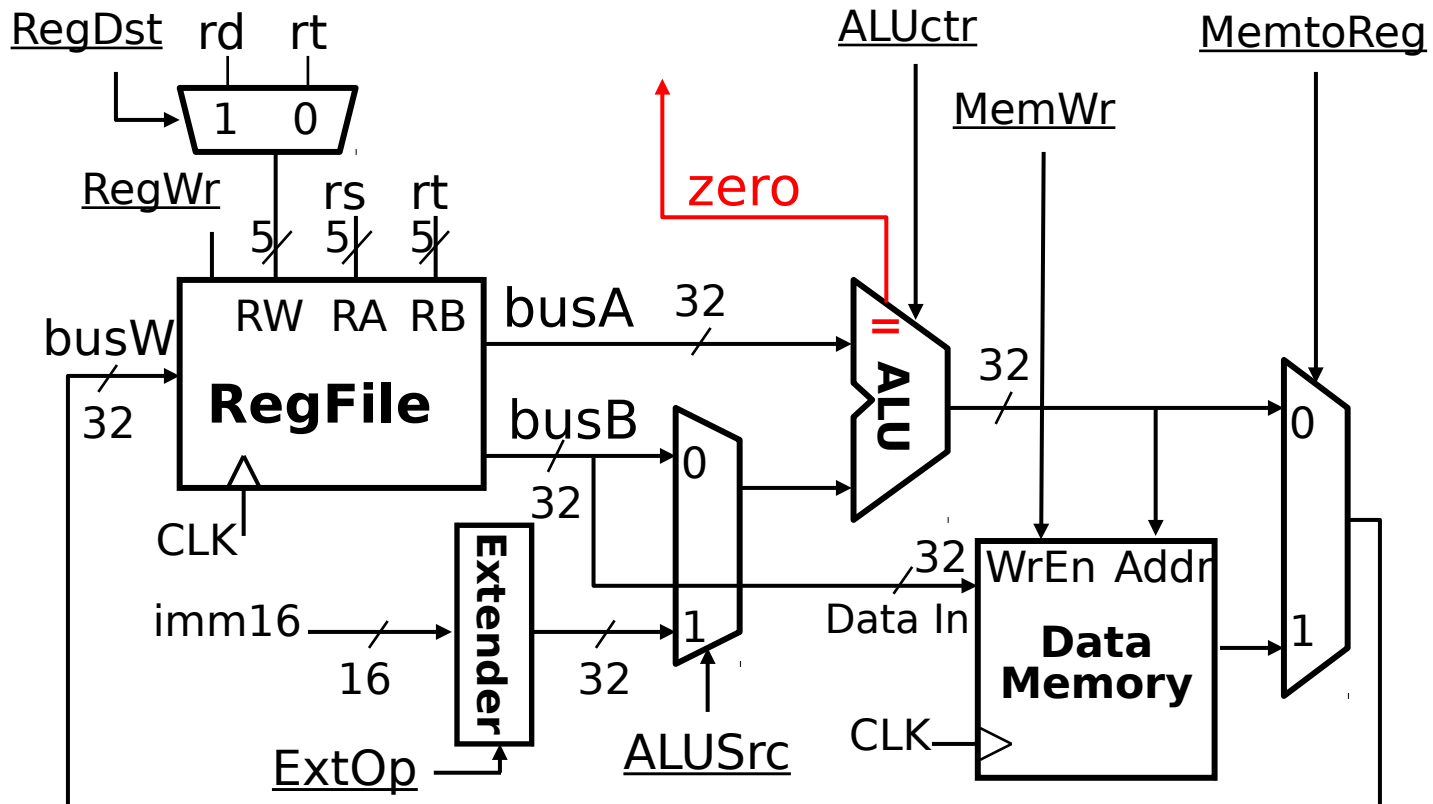 RegDst rd rt ALUctr MemtoReg
1 0 MemWr
RegWr rs rt zero
5 5 5
RW RA RB busA 32 =
busW 32
32 RegFile busB ALU 0
0
32
CLK Extender 32 WrEn Addr
imm16 1 Data In Data 1
16 32 Memory
ExtOp ALUSrc CLK